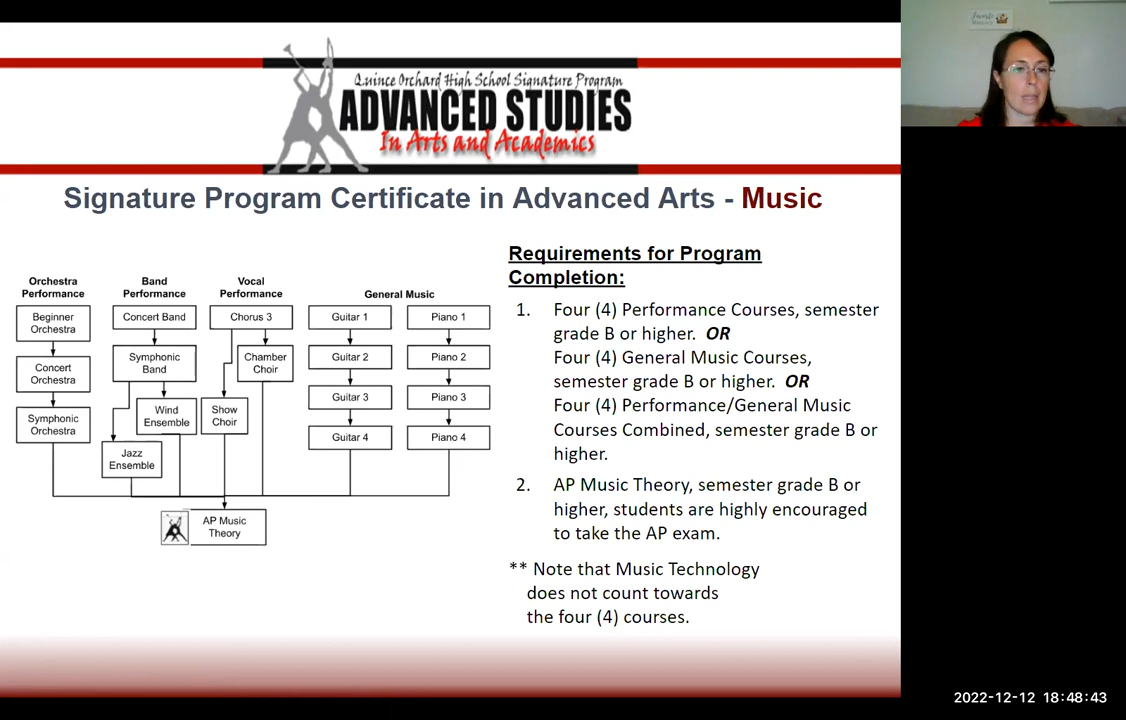 Quince Orchard High School Signature Program
ADVANCED STUDIES
In Arts and Academics
Signature Program Certificate in Advanced Arts - Music
Orchestra
Performance
Beginner
Orchestra
Concert
Orchestra
Symphonic
Orchestra
Band
Performance
Concert Band
Symphonic
Band
Wind
Ensemble
Jazz
Ensemble
Vocal
Performance
Chorus 3
Chamber
Choir
Show
Choir
General Music
Guitar 1
Guitar 2
Guitar 3
Guitar 4
Piano 1
Piano 2
Piano 3
Piano 4
AP Music
Theory
Requirements for Program
Completion:
1. Four (4) Performance Courses, semester
grade B or higher. OR
Four (4) General Music Courses,
semester grade B or higher. OR
Four (4) Performance/General Music
Courses Combined, semester grade B or
higher.
2. AP Music Theory, semester grade B or
higher, students are highly encouraged
to take the AP exam.
** Note that Music Technology
does not count towards
the four (4) courses.
2022-12-12 18:48:43